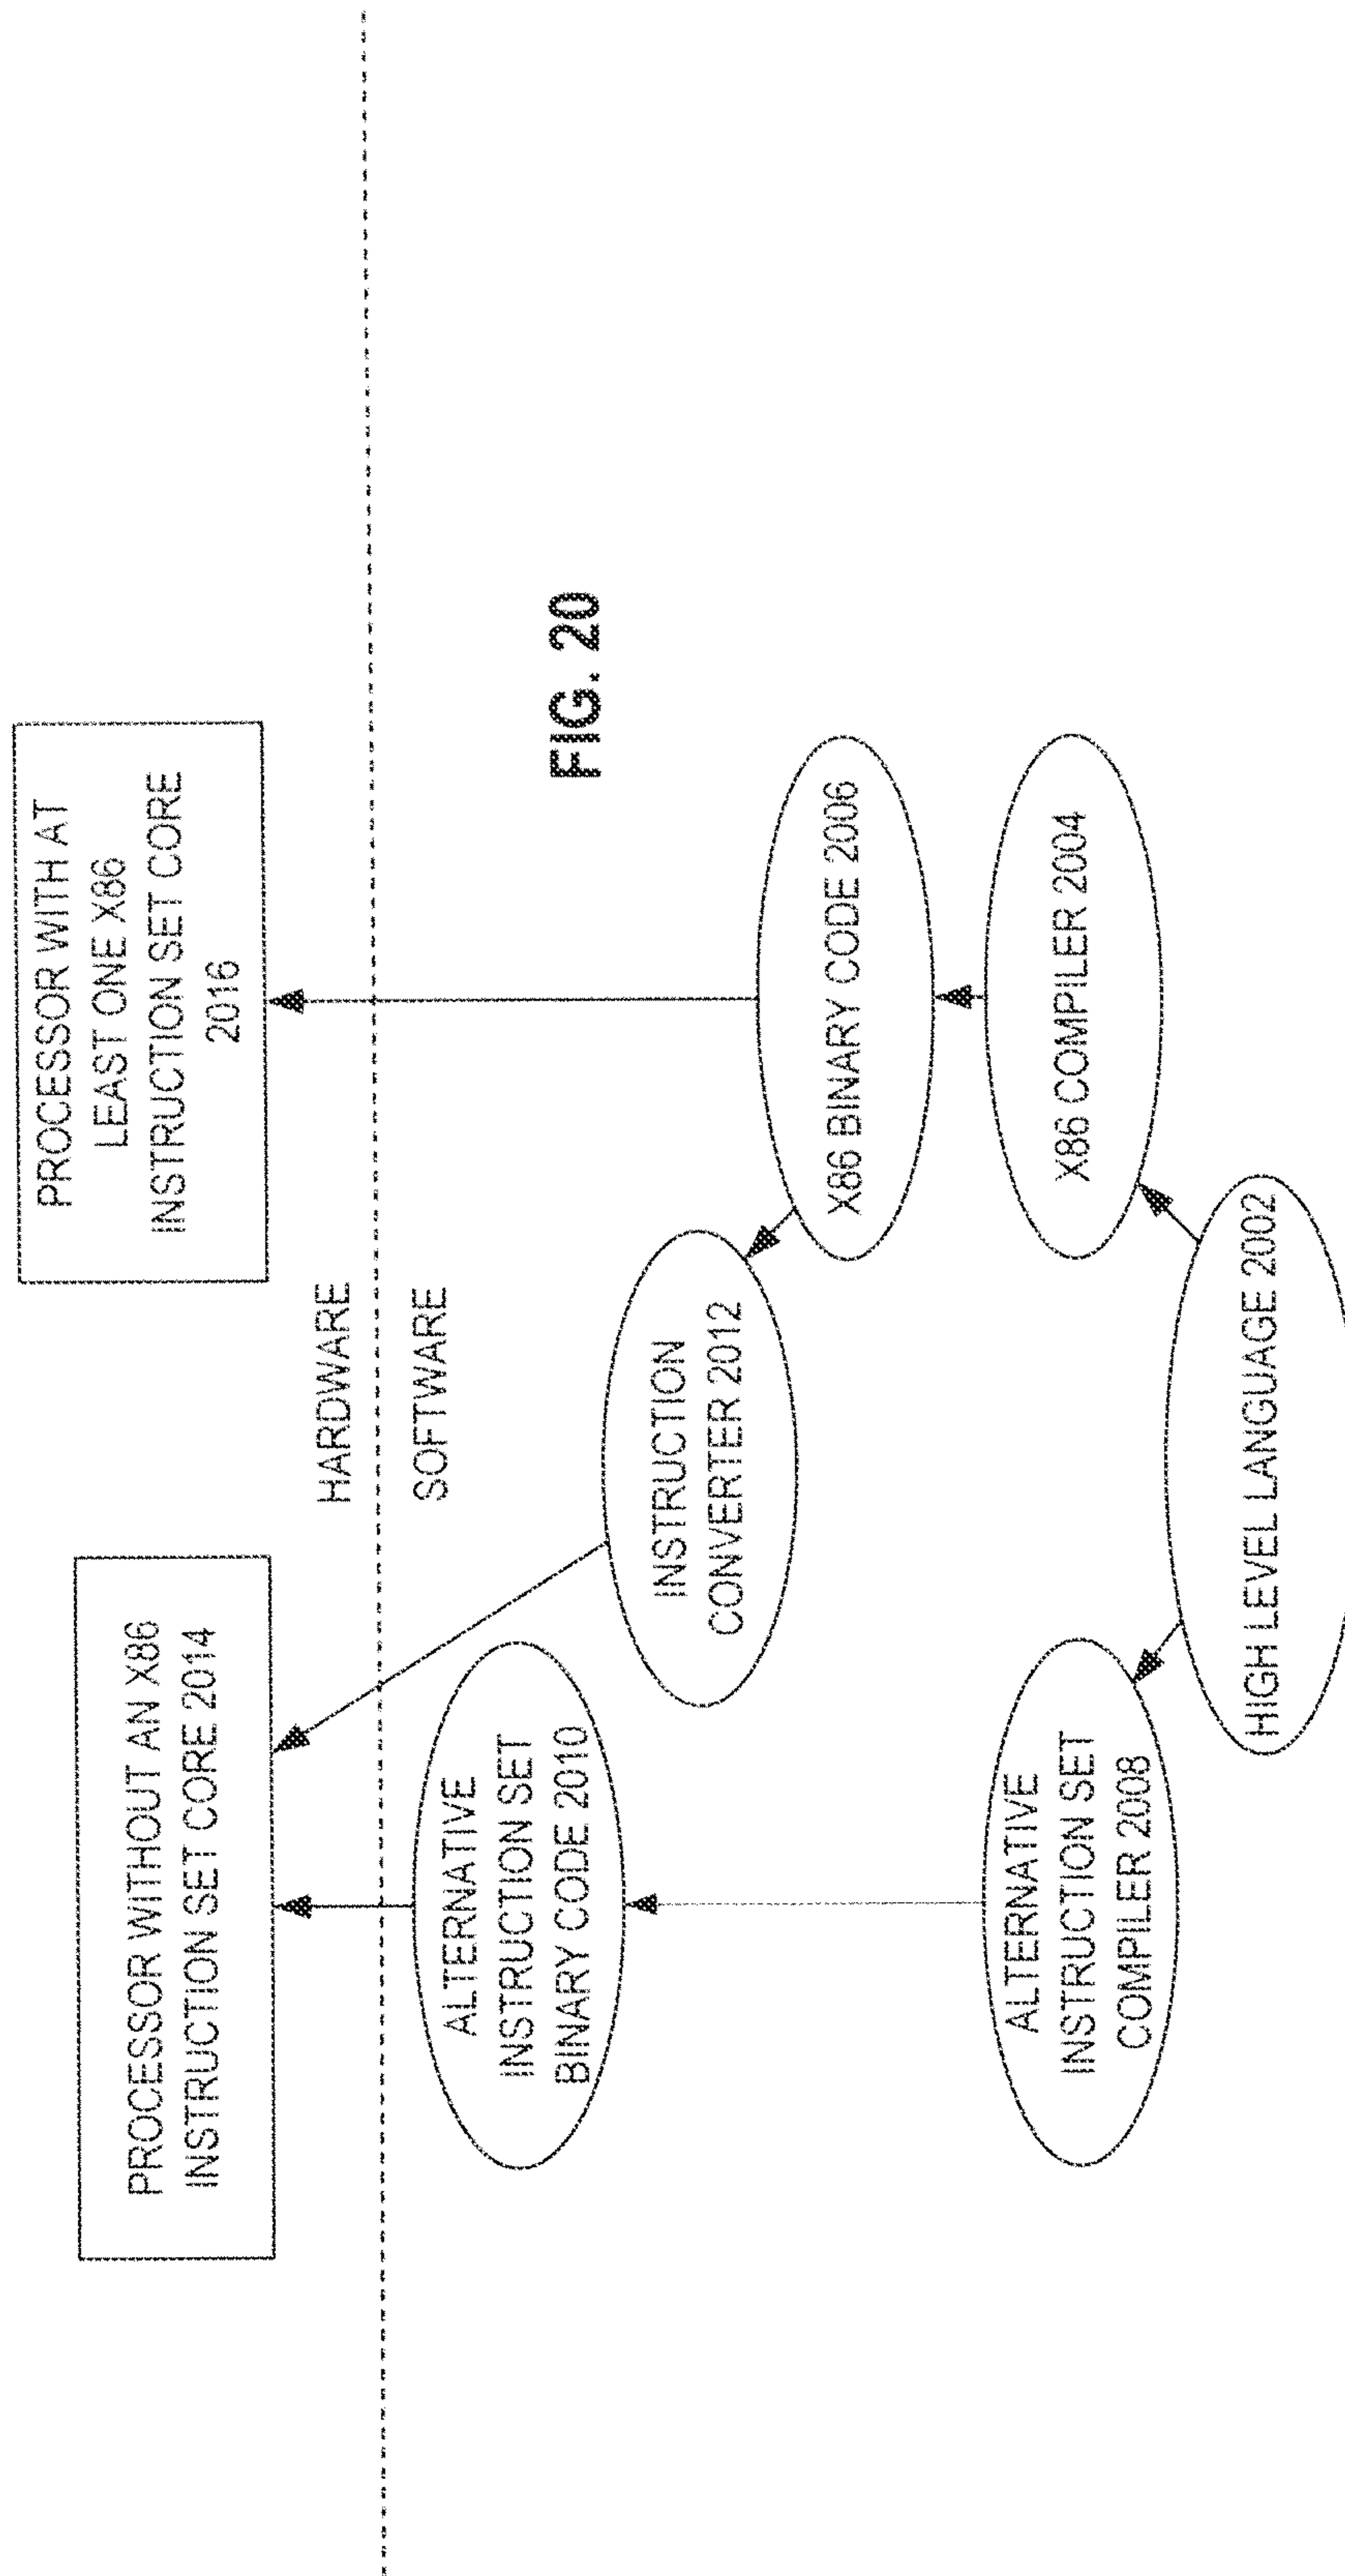 PROCESSOR WITHOUT AN X86
INSTRUCTION SET CORE 2014
PROCESSOR WITH AT
LEAST ONE X86
INSTRUCTION SET CORE
2016
HARDWARE
SOFTWARE
ALTERNATIVE
INSTRUCTION SET
BINARY CODE 2010
INSTRUCTION
CONVERTER 2012
FIG. 20
X86 BINARY CODE 2006
ALTERNATIVE
INSTRUCTION SET
COMPILER 2008
X86 COMPILER 2004
HIGH LEVEL LANGUAGE 2002